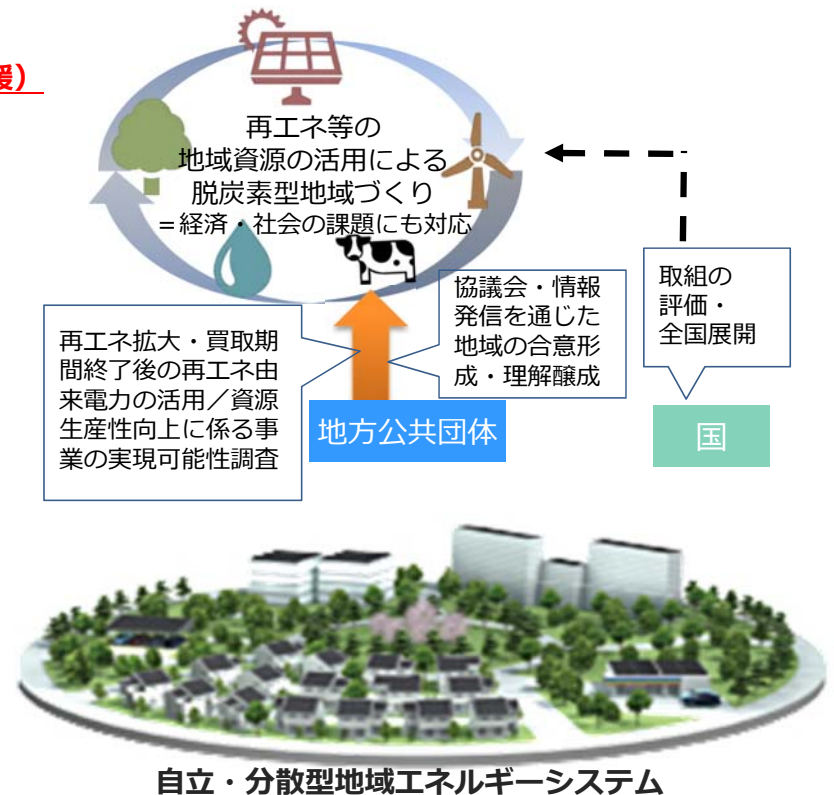 援）
再エネ等の
地域資源の活用による
脱炭素型地域づくり
＝経済・社会の課題にも対応
協議会・情報
発信を通じた
地域の合意形
成・理解醸成
取組の
評価・
全国展開
再エネ拡大・買取期
間終了後の再エネ由
来電力の活用／資源
生産性向上に係る事
業の実現可能性調査
地方公共団体
国
自立・分散型地域エネルギーシステム